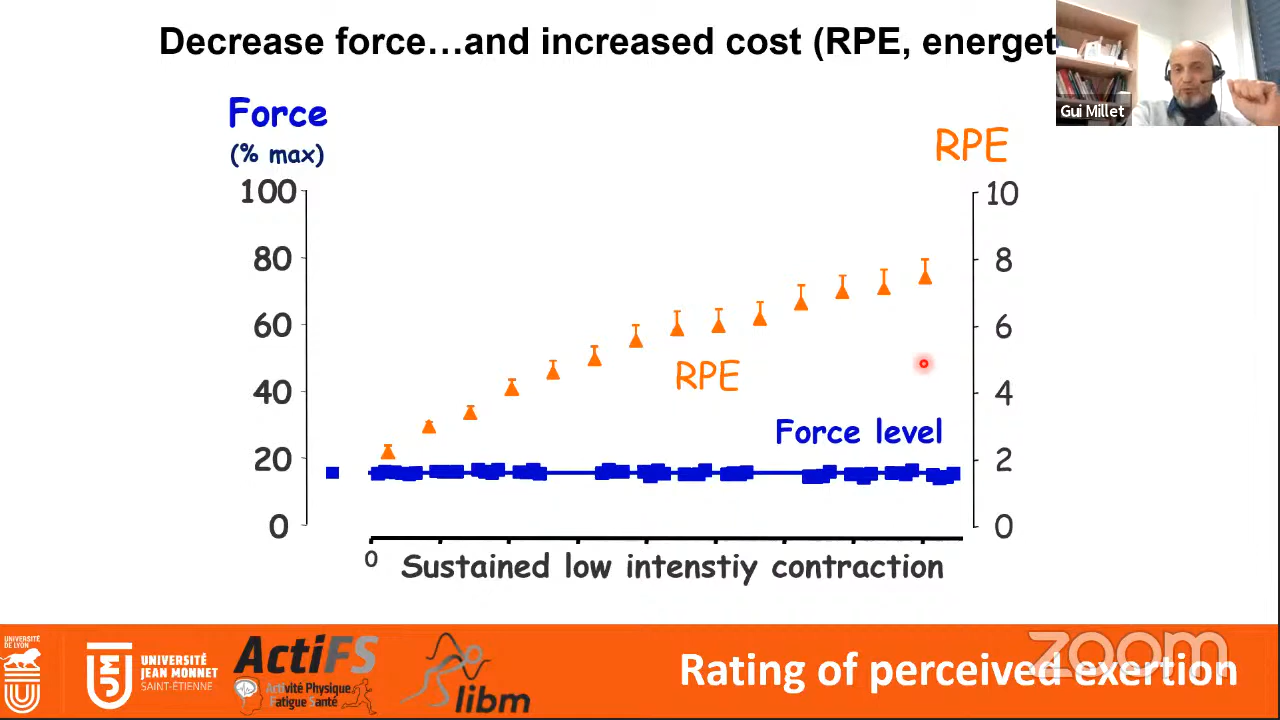 Decrease force…and increased cost (RPE, energet
Gui Millet
Force
(% max)
RPE
100
80
60
40
20
0
10
8
6
4
2
0
RPE
Force level
0
Sustained low intenstiy contraction
UNIVERSITÉ
DE LYON
UNIVERSITÉ
JEAN MONNET
SAINT-ÉTIENNE
ActiFS
Activité Physique
Fatigue Santé
libm
zoom
Rating of perceived exertion